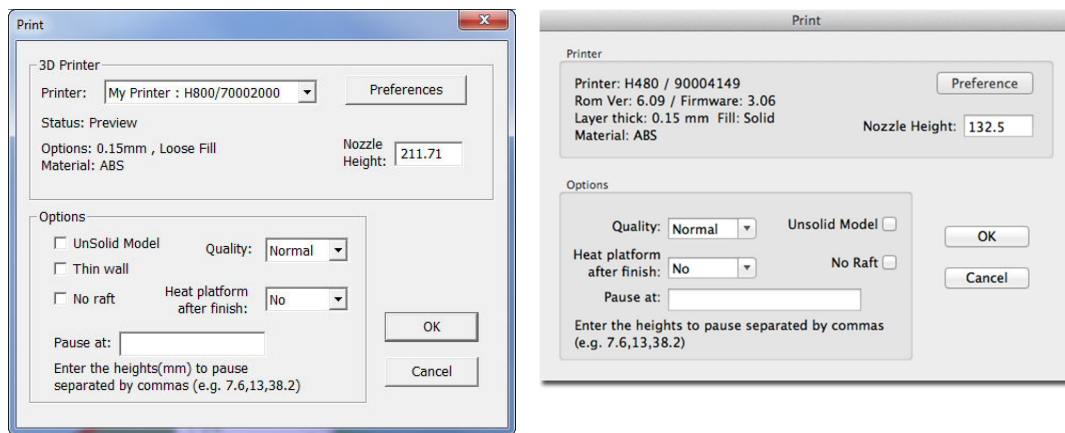 Print
3D Printer
Printer: My Printer : H800/70002000
Preferences
Status: Preview
Options: 0.15mm , Loose Fill
Material: ABS
Nozzle
Height: 211.71
Options
UnSolid Model
Quality: Normal
Thin wall
No raft
Heat platform
after finish: No
Pause at:
Enter the heights(mm) to pause
separated by commas (e.g. 7.6,13,38.2)
OK
Cancel
Print
Printer
Printer: H480 / 90004149
Rom Ver: 6.09 / Firmware: 3.06
Layer thick: 0.15 mm Fill: Solid
Material: ABS
Preference
Nozzle Height: 132.5
Options
Quality: Normal
Unsolid Model
Heat platform
after finish: No
No Raft
Pause at:
Enter the heights to pause separated by commas
(e.g. 7.6,13,38.2)
OK
Cancel